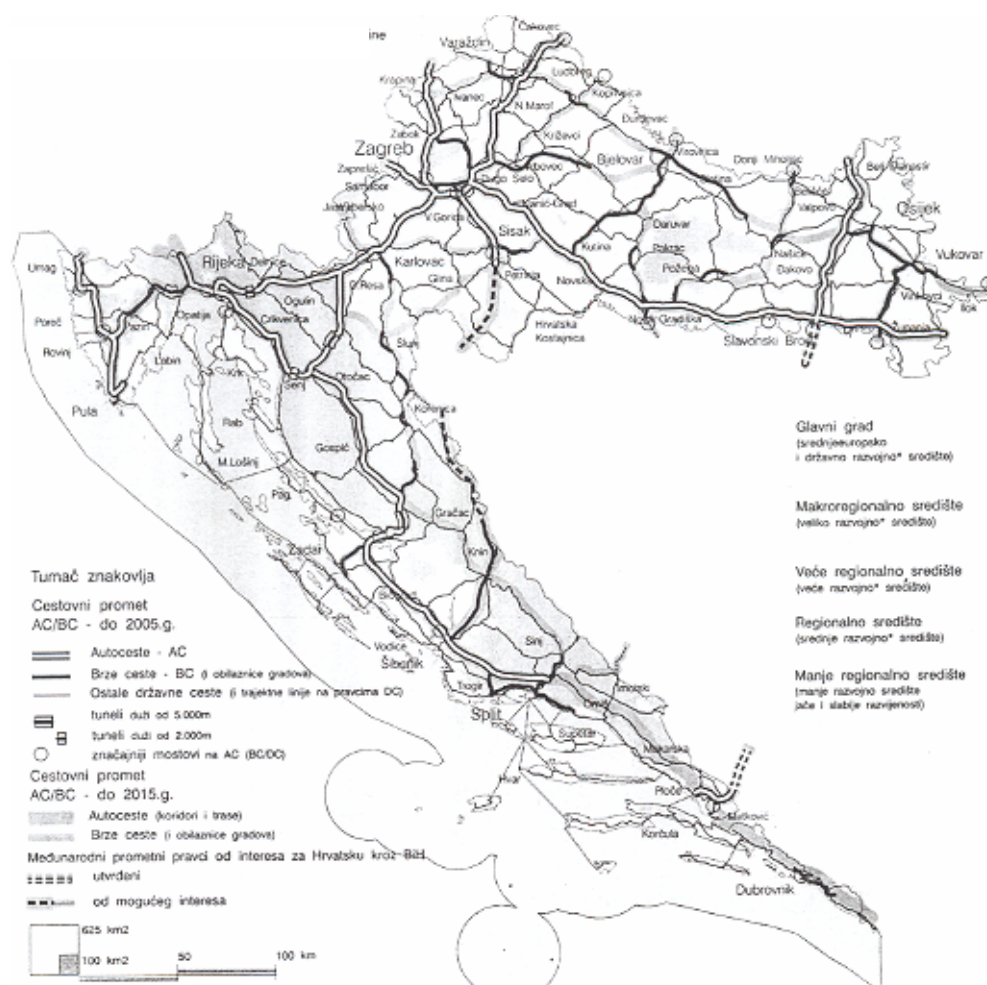 ine
Čakovec
Varaždin
Ludbreg
Krapina
Koprivnica
Ivanec
N.Marof
Đurđevac
Križevci
Zabok
Virovitica
Zagreb
Bjelovar
Donji Miholjac
Zaprešić
Dugo Selo
Samobor
Valpovo
Osijek
Jastrebarsko
Ivanić-Grad
V.Gorica
Daruvar
Sisak
Vukovar
Umag
Rijeka
Delnice
Karlovac
Kutina
Pakrac
Našice
Đakovo
Glina
Petrinja
Novska
Požega
D.Resa
Vinkovci
Ilok
Ogulin
Poreč
Opatija
Crikvenica
Hrvatska
Kostajnica
Nova Gradiška
Županja
Pazin
Slavonski Brod
Rovinj
Labin
Slunj
Krk
Senj
Otočac
Pula
Korenica
Rab
Gospić
M.Lošinj
Pag
Gračac
Zadar
Knin
Vodice
Šibenik
Sinj
Trogir
Imotski
Split
Omiš
Supetar
Makarska
Hvar
Ploče
Metković
Korčula
Dubrovnik
Glavni grad
(srednjeeuropsko
i državno razvojno* središte)
Makroregionalno središte
(veliko razvojno* središte)
Veće regionalno središte
(veće razvojno* središte)
Regionalno središte
(srednje razvojno* središte)
Manje regionalno središte
(manje razvojno središte
jače i slabije razvijenosti)
Tumač znakovlja
Cestovni promet
AC/BC - do 2005.g.
Autoceste - AC
Brze ceste - BC (i obilaznice gradova)
Ostale državne ceste (i trajektne linije na pravcima DC)
tuneli duži od 5.000m
tuneli duži od 2.000m
značajniji mostovi na AC (BC/DC)
Cestovni promet
AC/BC - do 2015.g.
Autoceste (koridori i trase)
Brze ceste (i obilaznice gradova)
Međunarodni prometni pravci od interesa za Hrvatsku kroz BiH
utvrđeni
od mogućeg interesa
625 km2
100 km2
50
100 km